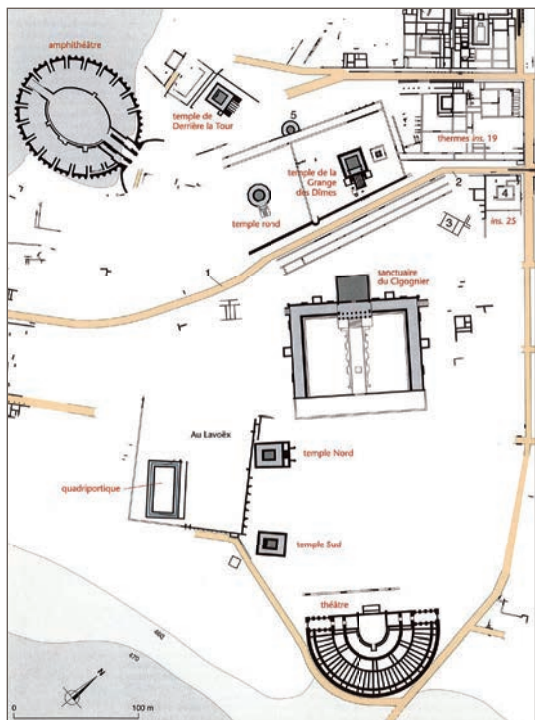 amphithéâtre
temple de
Derrière la Tour
5
thermes ins. 19
temple de la
Grange
des Dîmes
2
4
3
ins. 25
temple rond
1
sanctuaire
du Cigognier
Au Lavoëx
temple Nord
quadriportique
temple Sud
théâtre
460
470
N
0
100 m